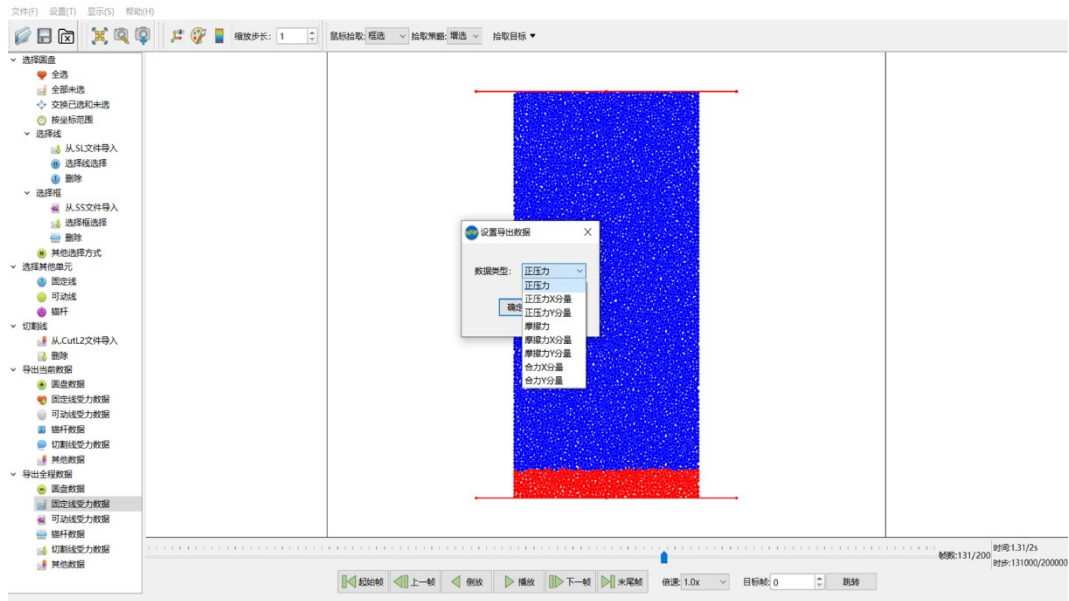 文件(F) 设置(T) 显示(S) 帮助(H)
缩放步长: 1 鼠标拾取: 框选 拾取策略: 增选 拾取目标
选择圆盘
全选
全部未选
交换已选和未选
按坐标范围
选择线
从.SL文件导入
选择线选择
删除
选择框
从.SS文件导入
选择框选择
删除
其他选择方式
选择其他单元
固定线
可动线
锚杆
切割线
从.CutL2文件导入
删除
导出当前数据
圆盘数据
固定线受力数据
可动线受力数据
锚杆数据
切割线受力数据
其他数据
导出全程数据
圆盘数据
固定线受力数据
可动线受力数据
锚杆数据
切割线受力数据
其他数据
设置导出数据
数据类型: 正压力
正压力
正压力X分量
正压力Y分量
摩擦力
摩擦力X分量
摩擦力Y分量
合力X分量
合力Y分量
确定
帧数:131/200
时间:1.31/2s
时步:131000/200000
起始帧 上一帧 倒放 播放 下一帧 末尾帧 倍速: 1.0x 目标帧: 0 跳转